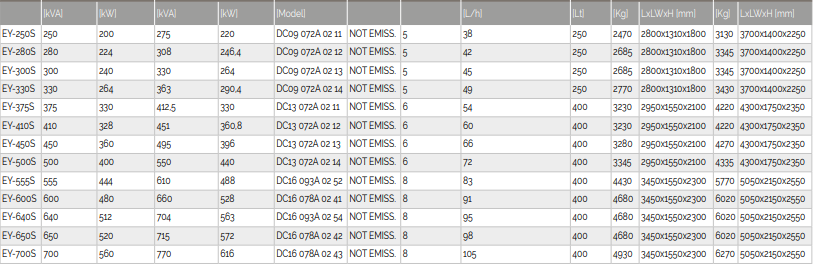 [kVA] [kW] [kVA] [kW] [Model] [L/h] [Lt] [Kg] LxLWxH [mm] [Kg] LxLWxH [mm]
EY-250S 250 200 275 220 DC09 072A 02 11 NOT EMISS. 5 38 250 2470 2800x1310x1800 3130 3700x1400x2250
EY-280S 280 224 308 246,4 DC09 072A 02 12 NOT EMISS. 5 42 250 2685 2800x1310x1800 3345 3700x1400x2250
EY-300S 300 240 330 264 DC09 072A 02 13 NOT EMISS. 5 45 250 2685 2800x1310x1800 3345 3700x1400x2250
EY-330S 330 264 363 290,4 DC09 072A 02 14 NOT EMISS. 5 49 250 2770 2800x1310x1800 3430 3700x1400x2250
EY-375S 375 330 412,5 330 DC13 072A 02 11 NOT EMISS. 6 54 400 3230 2950x1550x2100 4220 4300x1750x2350
EY-410S 410 328 451 360,8 DC13 072A 02 12 NOT EMISS. 6 60 400 3230 2950x1550x2100 4220 4300x1750x2350
EY-450S 450 360 495 396 DC13 072A 02 13 NOT EMISS. 6 66 400 3280 2950x1550x2100 4270 4300x1750x2350
EY-500S 500 400 550 440 DC13 072A 02 14 NOT EMISS. 6 72 400 3345 2950x1550x2100 4335 4300x1750x2350
EY-555S 555 444 610 488 DC16 093A 02 52 NOT EMISS. 8 83 400 4430 3450x1550x2300 5770 5050x2150x2550
EY-600S 600 480 660 528 DC16 078A 02 41 NOT EMISS. 8 91 400 4680 3450x1550x2300 6020 5050x2150x2550
EY-640S 640 512 704 563 DC16 093A 02 54 NOT EMISS. 8 95 400 4680 3450x1550x2300 6020 5050x2150x2550
EY-650S 650 520 715 572 DC16 078A 02 42 NOT EMISS. 8 98 400 4680 3450x1550x2300 6020 5050x2150x2550
EY-700S 700 560 770 616 DC16 078A 02 43 NOT EMISS. 8 105 400 4930 3450x1550x2300 6270 5050x2150x2550